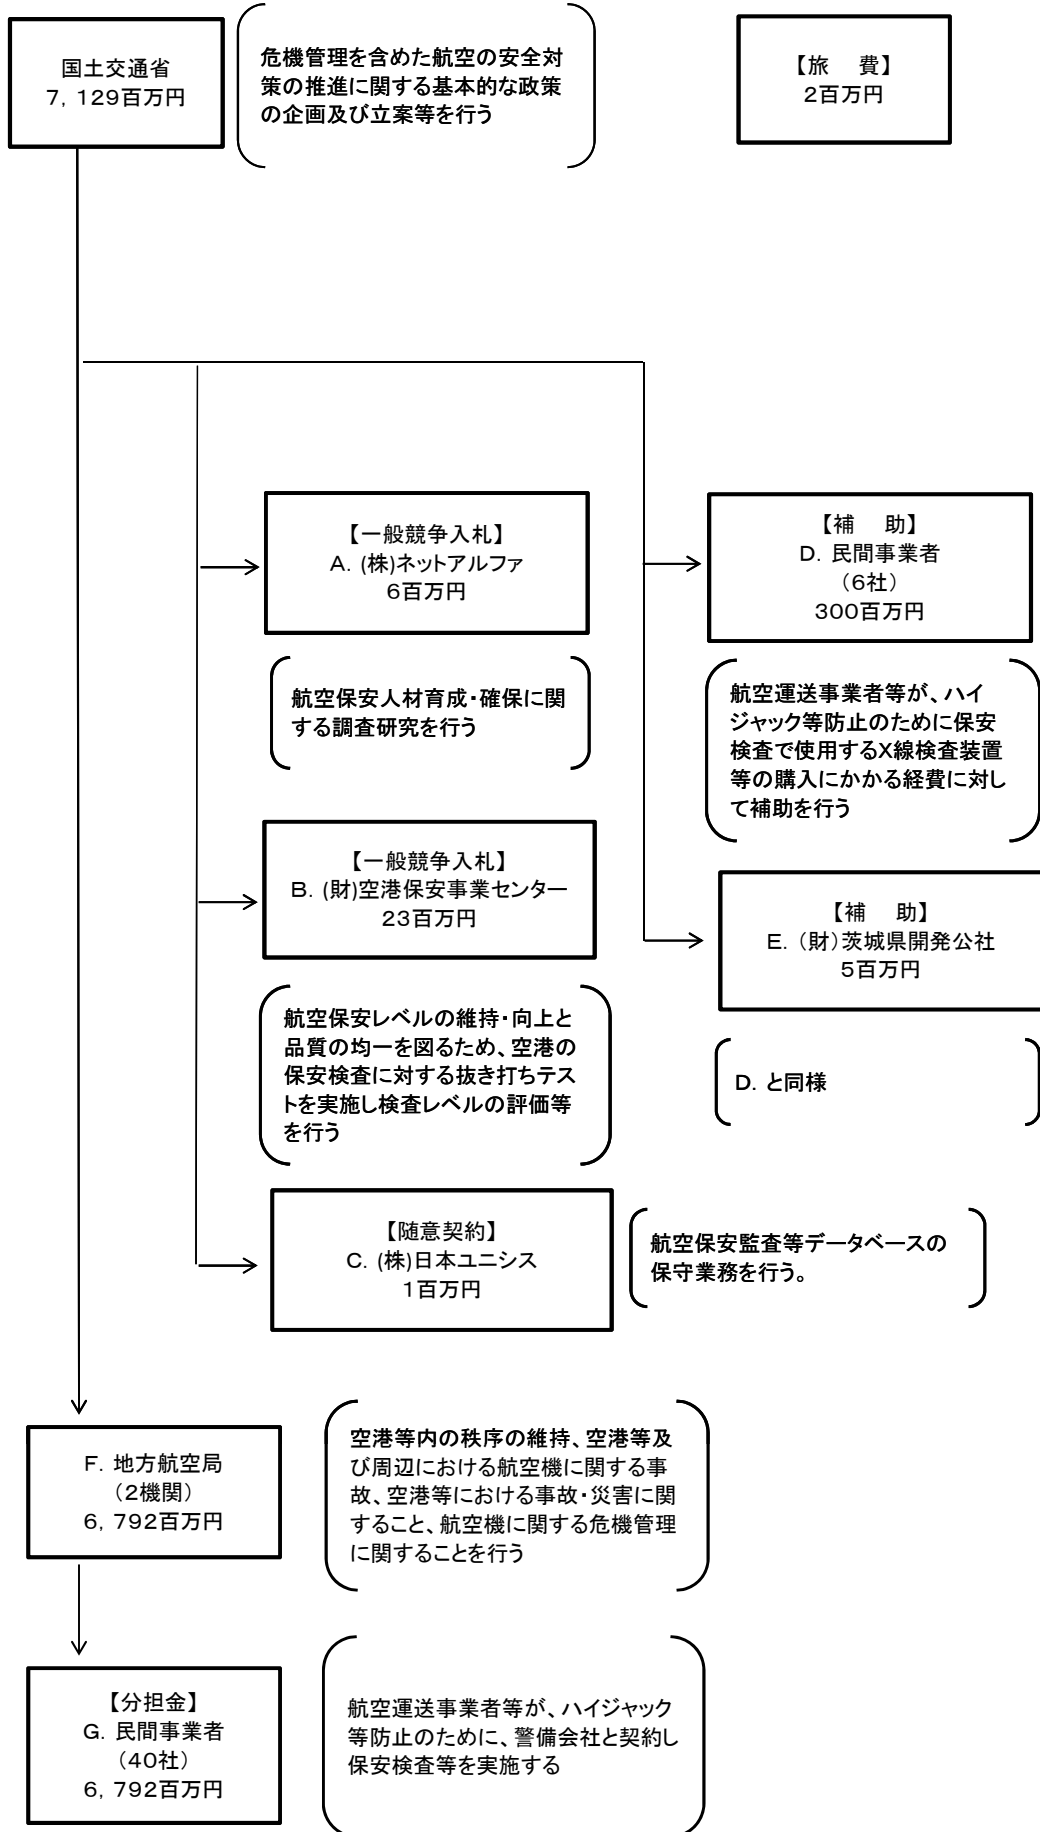 国土交通省
7,129百万円
危機管理を含めた航空の安全対
策の推進に関する基本的な政策
の企画及び立案等を行う
【旅　費】
2百万円
【一般競争入札】
A. (株)ネットアルファ
6百万円
航空保安人材育成・確保に関
する調査研究を行う
【一般競争入札】
B. (財)空港保安事業センター
23百万円
航空保安レベルの維持・向上と
品質の均一を図るため、空港の
保安検査に対する抜き打ちテス
トを実施し検査レベルの評価等
を行う
【随意契約】
C. (株)日本ユニシス
1百万円
航空保安監査等データベースの
保守業務を行う。
【補　助】
D. 民間事業者
(6社)
300百万円
航空運送事業者等が、ハイ
ジャック等防止のために保安
検査で使用するX線検査装置
等の購入にかかる経費に対し
て補助を行う
【補　助】
E. (財)茨城県開発公社
5百万円
D. と同様
F. 地方航空局
(2機関)
6,792百万円
空港等内の秩序の維持、空港等及
び周辺における航空機に関する事
故、空港等における事故・災害に関
すること、航空機に関する危機管理
に関することを行う
【分担金】
G. 民間事業者
(40社)
6,792百万円
航空運送事業者等が、ハイジャック
等防止のために、警備会社と契約し
保安検査等を実施する